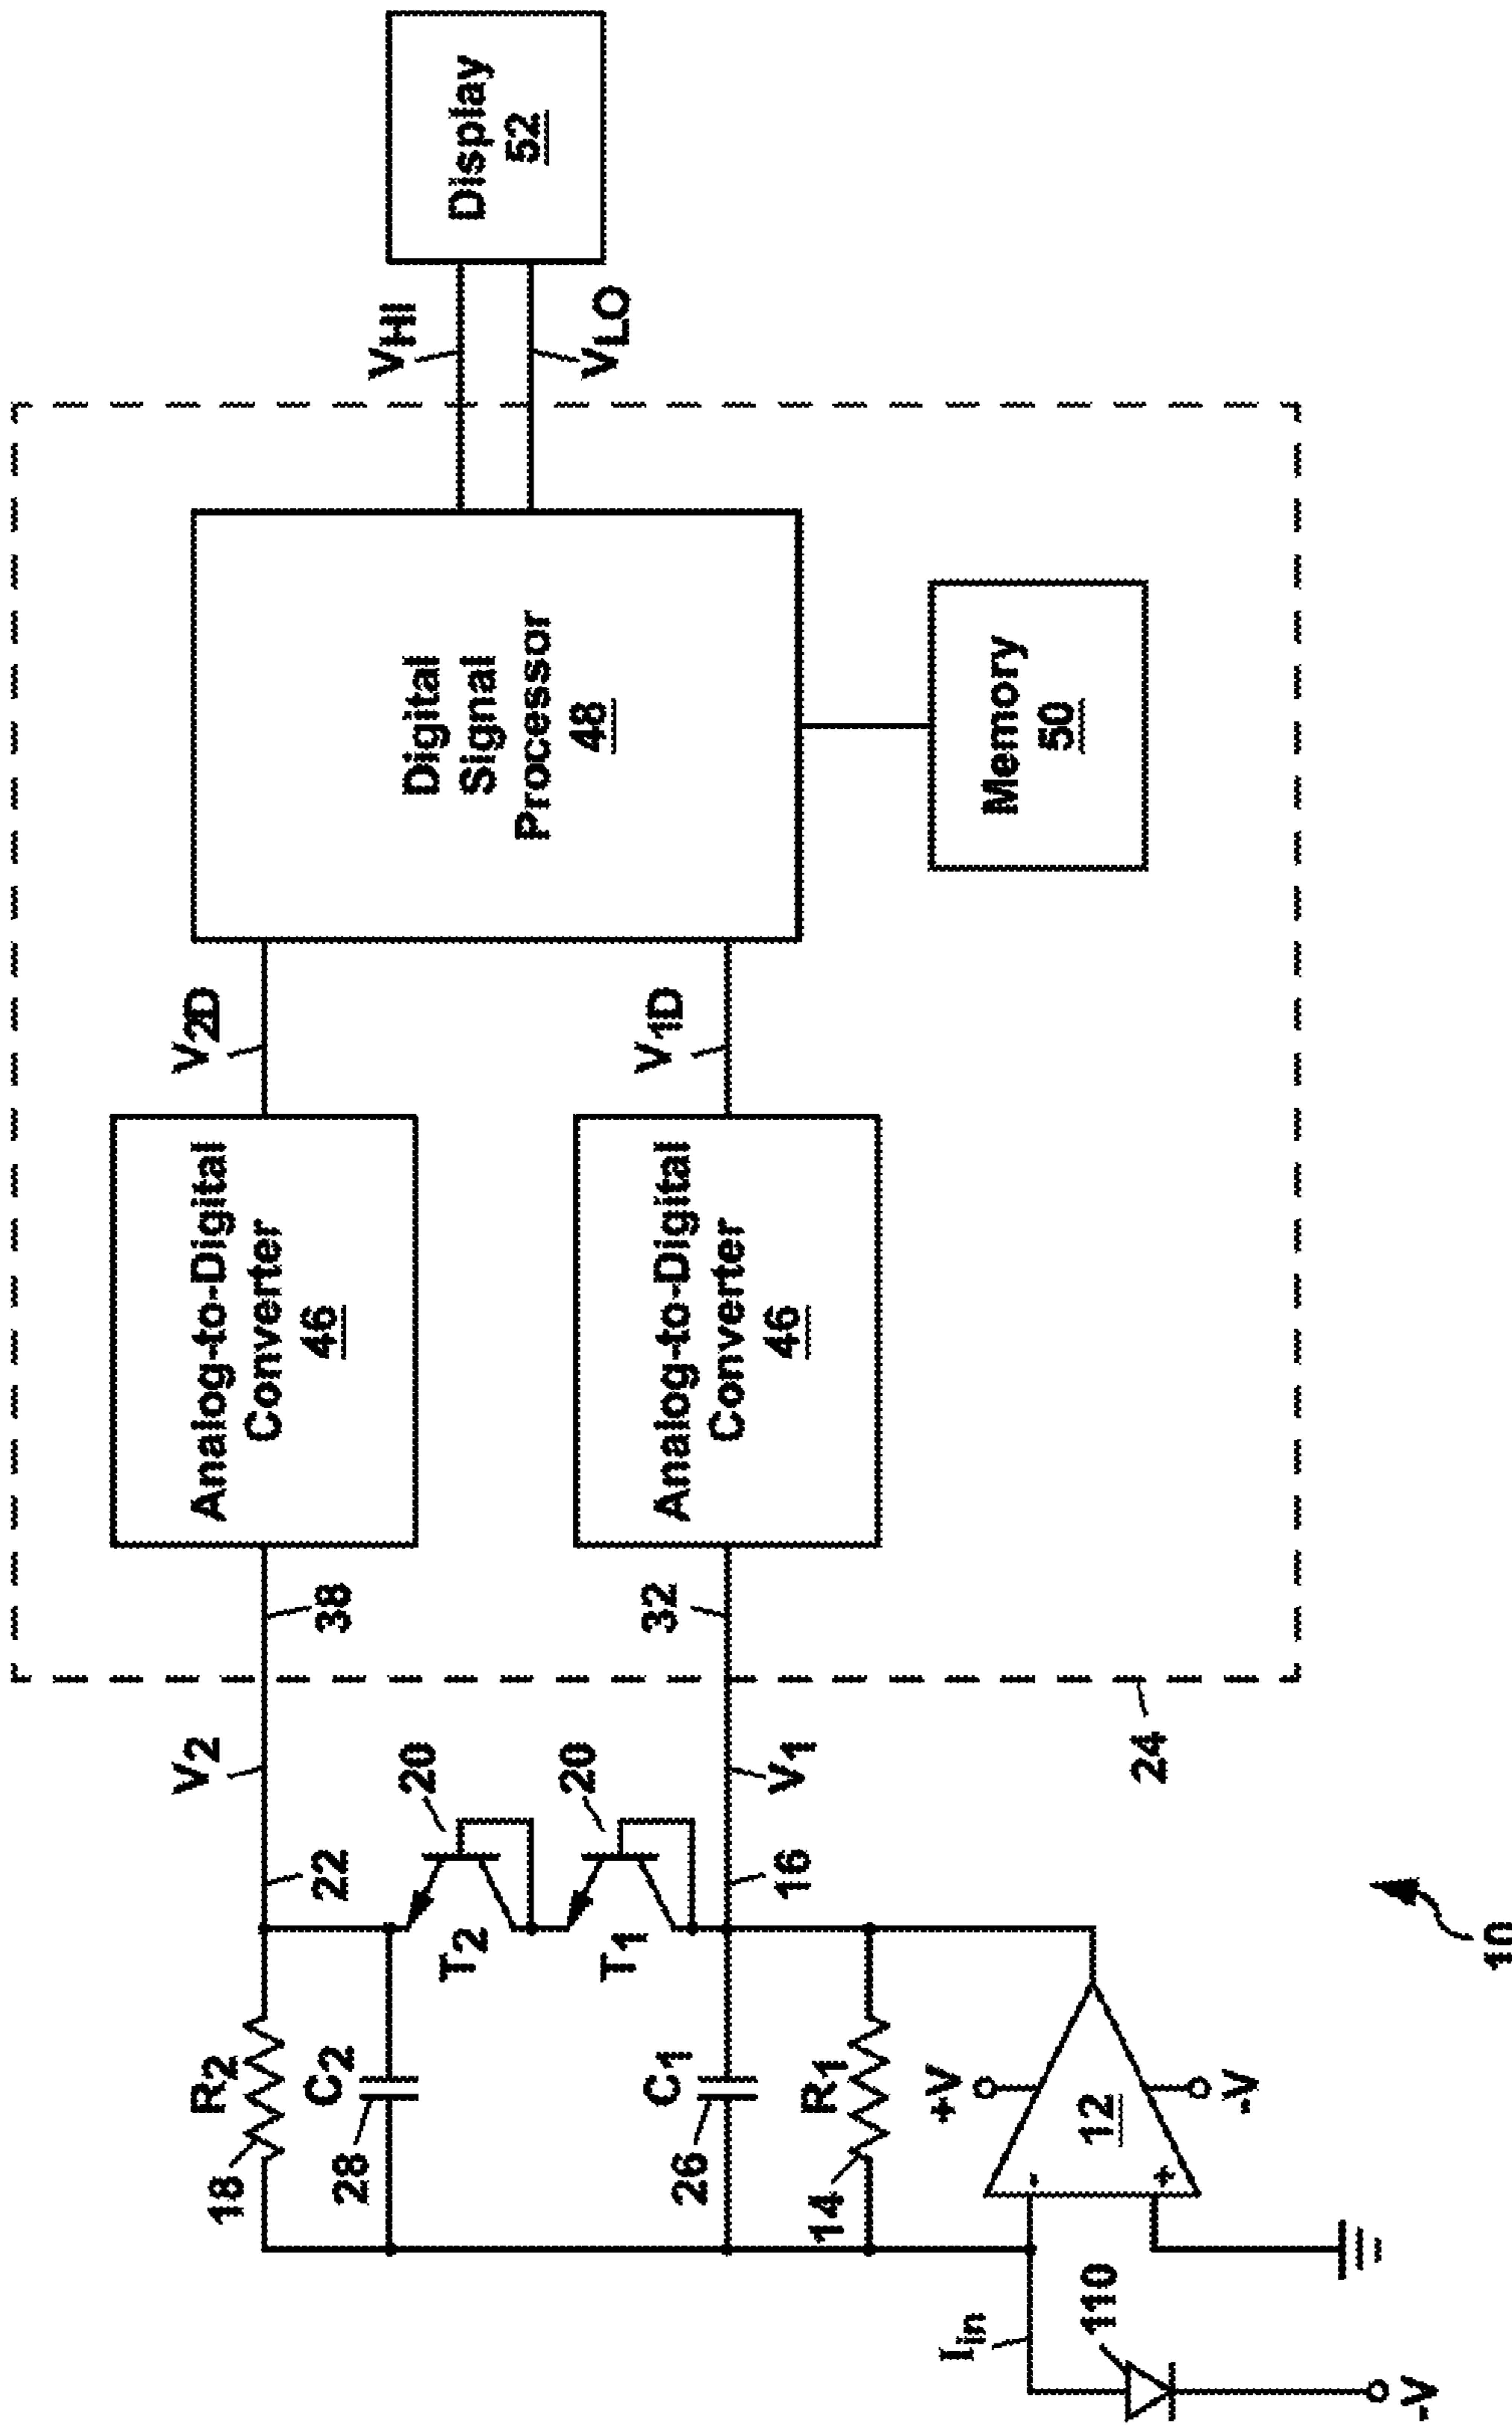 R2
18
C2
28
C1
26
R1
14
+V
-V
12
-
+
Iin
110
-V
V2
22
20
T2
20
T1
V1
16
24
10
38
32
Analog-to-Digital
Converter
46
Analog-to-Digital
Converter
46
V2D
V1D
Digital
Signal
Processor
48
Memory
50
VHI
VLO
Display
52